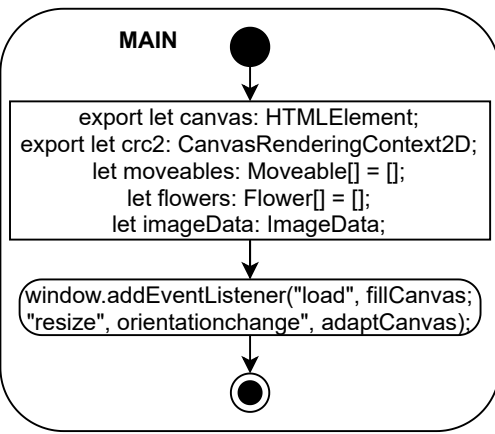 MAIN
export let canvas: HTMLElement;
export let crc2: CanvasRenderingContext2D;
let moveables: Moveable[] = [];
let flowers: Flower[] = [];
let imageData: ImageData;
window.addEventListener("load", fillCanvas;
"resize", orientationchange", adaptCanvas);